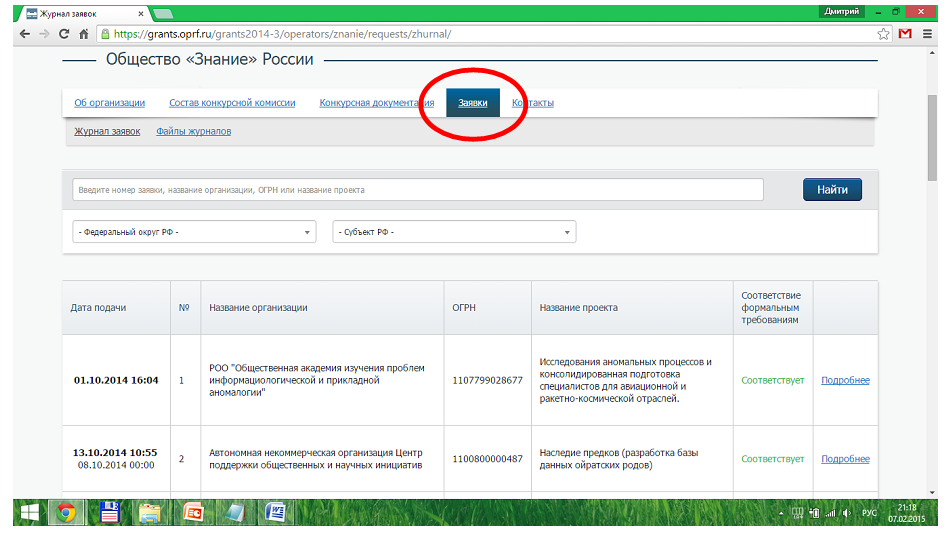 Журнал заявок
Дмитрий
https://grants.oprf.ru/grants2014-3/operators/znanie/requests/zhurnal/
Общество «Знание» России
Об организации Состав конкурсной комиссии Конкурсная документация Заявки Контакты
Журнал заявок Файлы журналов
Введите номер заявки, название организации, ОГРН или название проекта
Найти
- Федеральный округ РФ -
- Субъект РФ -
Дата подачи
№
Название организации
ОГРН
Название проекта
Соответствие
формальным
требованиям
01.10.2014 16:04
1
РОО "Общественная академия изучения проблем
информациологической и прикладной
аномалогии"
1107799028677
Исследования аномальных процессов и
консолидированная подготовка
специалистов для авиационной и
ракетно-космической отраслей.
Соответствует
Подробнее
13.10.2014 10:55
08.10.2014 00:00
2
Автономная некоммерческая организация Центр
поддержки общественных и научных инициатив
1100800000487
Наследие предков (разработка базы
данных ойратских родов)
Соответствует
Подробнее
РУС
21:18
07.02.2015